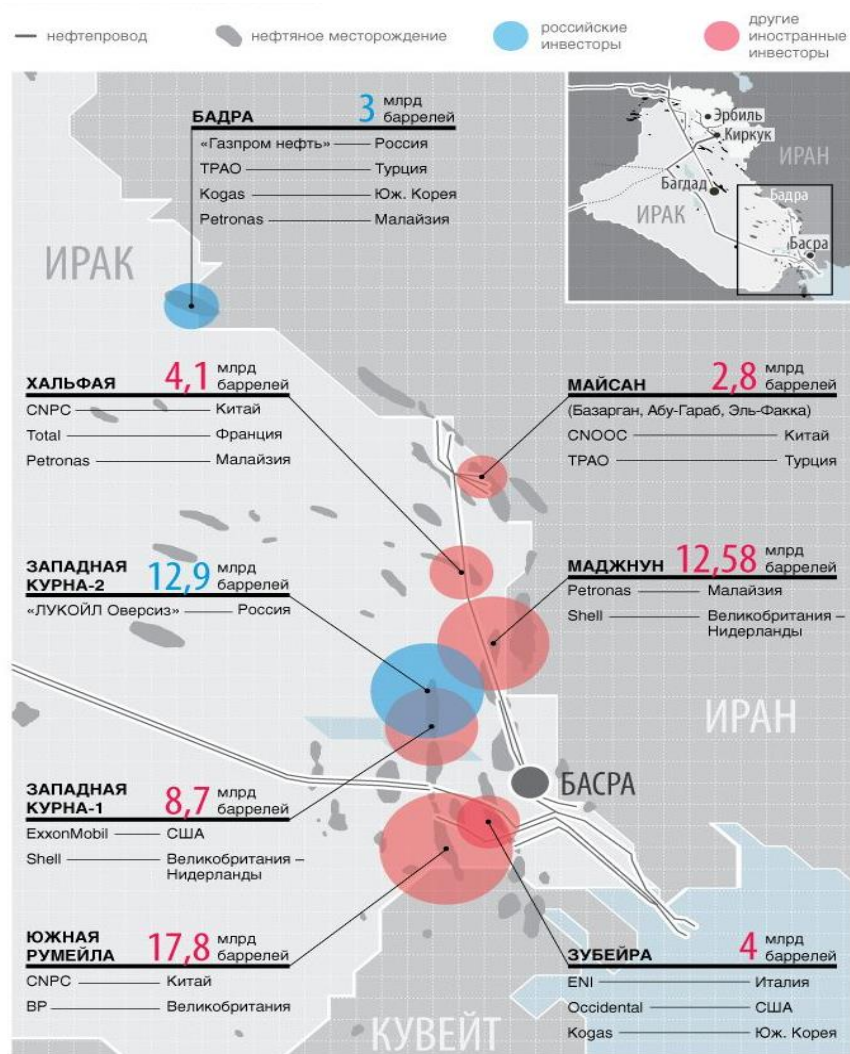 нефтепровод
нефтяное месторождение
российские
инвесторы
другие
иностранные
инвесторы
БАДРА 3 млрд
баррелей
«Газпром нефть» Россия
TPAO Турция
Kogas Юж. Корея
Petronas Малайзия
Эрбиль
Киркук
ИРАН
Багдад
ИРАК
Бадра
Басра
ИРАК
ХАЛЬФАЯ 4,1 млрд
баррелей
CNPC Китай
Total Франция
Petronas Малайзия
МАЙСАН 2,8 млрд
баррелей
(Базарган, Абу-Гараб, Эль-Факка)
CNOOC Китай
TPAO Турция
ЗАПАДНАЯ
КУРНА-2 12,9 млрд
баррелей
«ЛУКОЙЛ Оверсиз» Россия
МАДЖНУН 12,58 млрд
баррелей
Petronas Малайзия
Shell Великобритания –
Нидерланды
ИРАН
БАСРА
ЗАПАДНАЯ
КУРНА-1 8,7 млрд
баррелей
ExxonMobil США
Shell Великобритания –
Нидерланды
ЮЖНАЯ
РУМЕЙЛА 17,8 млрд
баррелей
CNPC Китай
BP Великобритания
ЗУБЕЙРА 4 млрд
баррелей
ENI Италия
Occidental США
Kogas Юж. Корея
КУВЕЙТ